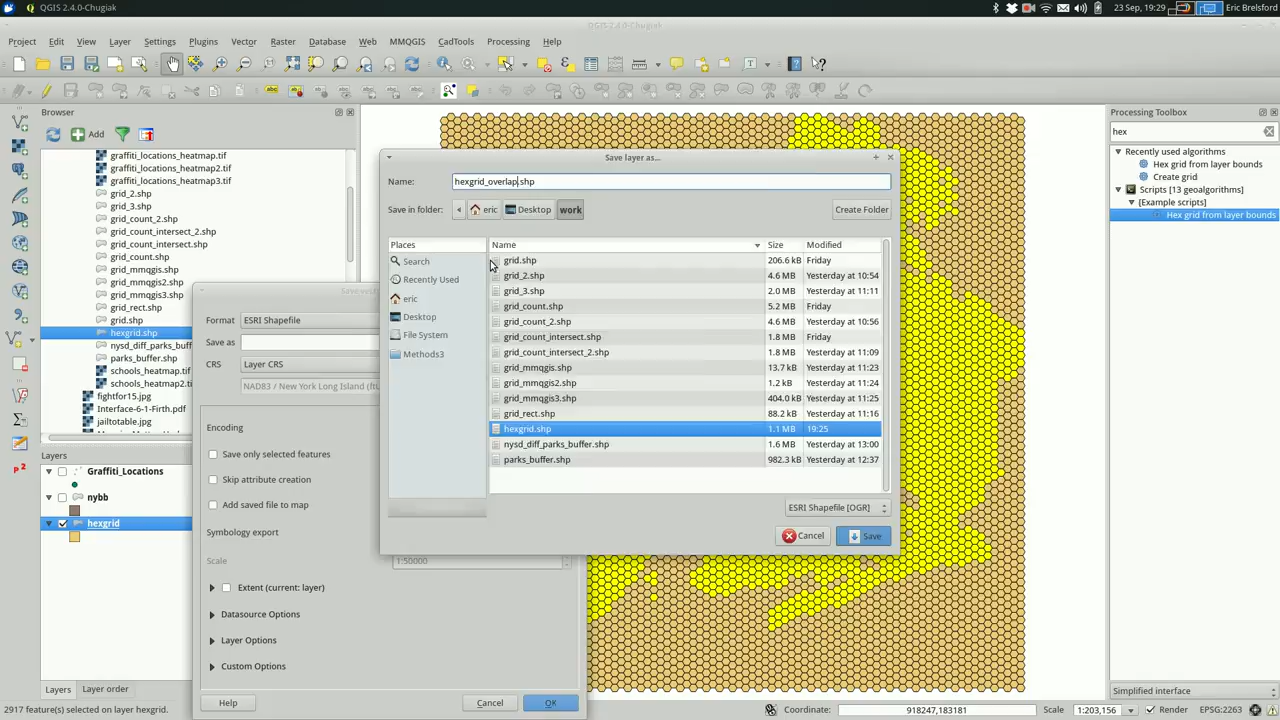 QGIS-2.4.0-Chugiak
23 Sep, 19:29
Eric Brelsford
QGIS-2.4.0-Chugiak
Project Edit View Layer Settings Plugins Vector Raster Database Web MMQGIS CadTools Processing Help
Browser
Add
graffiti_locations_heatmap.tif
graffiti_locations_heatmap2.tif
graffiti_locations_heatmap3.tif
grid_2.shp
grid_3.shp
grid_count_2.shp
grid_count_intersect_2.shp
grid_count_intersect.shp
grid_count.shp
grid_mmqgis.shp
grid_mmqgis2.shp
grid_mmqgis3.shp
grid_rect.shp
grid.shp
hexgrid.shp
nysd_diff_parks_buff
parks_buffer.shp
schools_heatmap.tif
schools_heatmap2.tif
fightfor15.jpg
Interface-6-1-Firth.pdf
jailtotable.jpg
Layers
Graffiti_Locations
nybb
hexgrid
Layers
Layer order
2917 feature(s) selected on layer hexgrid.
Format
ESRI Shapefile
Save as
CRS
Layer CRS
NAD83 / New York Long Island (ft
Encoding
Save only selected features
Skip attribute creation
Add saved file to map
Symbology export
Scale
1:50000
Extent (current: layer)
Datasource Options
Layer Options
Custom Options
Help
Cancel
OK
Save layer as...
Name:
hexgrid_overlap.shp
Save in folder:
eric
Desktop
work
Create Folder
Places
Search
Recently Used
eric
Desktop
File System
Methods3
Name Size Modified
grid.shp 206.6 kB Friday
grid_2.shp 4.6 MB Yesterday at 10:54
grid_3.shp 2.0 MB Yesterday at 11:11
grid_count.shp 5.2 MB Friday
grid_count_2.shp 4.6 MB Yesterday at 10:56
grid_count_intersect.shp 1.8 MB Friday
grid_count_intersect_2.shp 1.8 MB Yesterday at 11:09
grid_mmqgis.shp 13.7 kB Yesterday at 11:23
grid_mmqgis2.shp 1.2 kB Yesterday at 11:24
grid_mmqgis3.shp 404.0 kB Yesterday at 11:25
grid_rect.shp 88.2 kB Yesterday at 11:16
hexgrid.shp 1.1 MB 19:25
nysd_diff_parks_buffer.shp 1.6 MB Yesterday at 13:00
parks_buffer.shp 982.3 kB Yesterday at 12:37
ESRI Shapefile [OGR]
Cancel
Save
Processing Toolbox
hex
Recently used algorithms
Hex grid from layer bounds
Create grid
Scripts [13 geoalgorithms]
[Example scripts]
Hex grid from layer bounds
Simplified interface
Coordinate:
918247,183181
Scale
1:203,156
Render
EPSG:2263